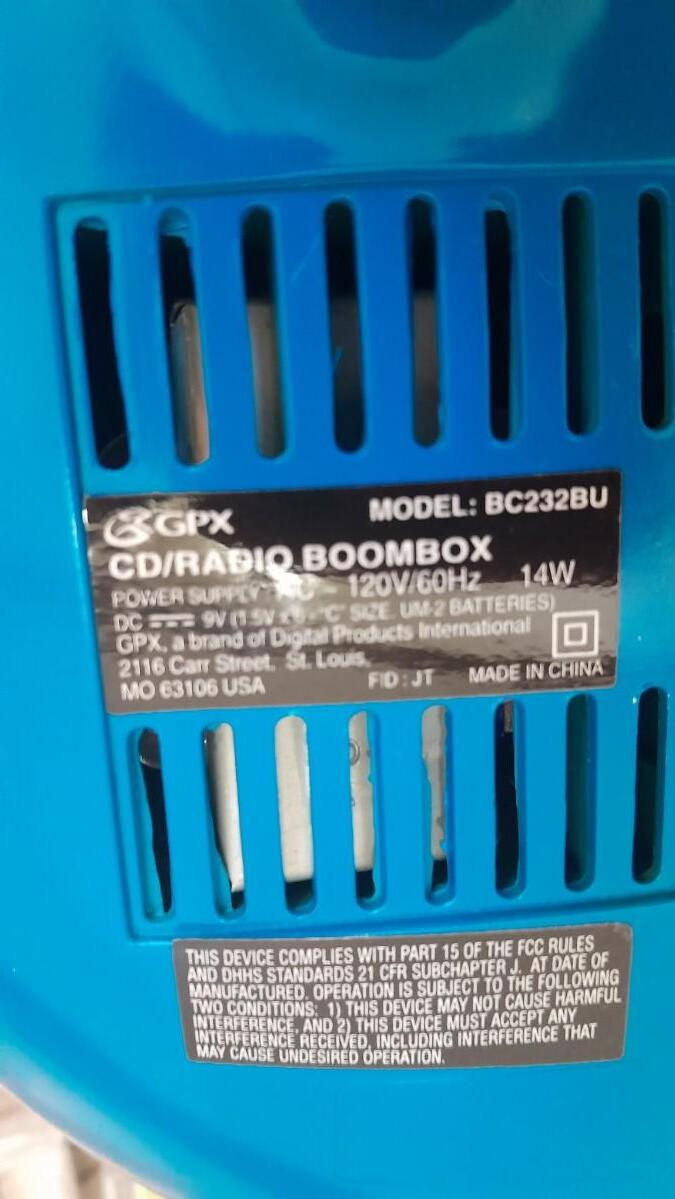 GPX
MODEL: BC232BU
CD/RADIO BOOMBOX
POWER SUPPLY AC 120V/60Hz 14W
DC 9V (1.5V x "C" SIZE UM-2 BATTERIES)
GPX, a brand of Digital Products International
2116 Carr Street, St. Louis,
MO 63106 USA
FID: JT
MADE IN CHINA
THIS DEVICE COMPLIES WITH PART 15 OF THE FCC RULES
AND DHHS STANDARDS 21 CFR SUBCHAPTER J. AT DATE OF
MANUFACTURED. OPERATION IS SUBJECT TO THE FOLLOWING
TWO CONDITIONS: 1) THIS DEVICE MAY NOT CAUSE HARMFUL
INTERFERENCE, AND 2) THIS DEVICE MUST ACCEPT ANY
INTERFERENCE RECEIVED, INCLUDING INTERFERENCE THAT
MAY CAUSE UNDESIRED OPERATION.